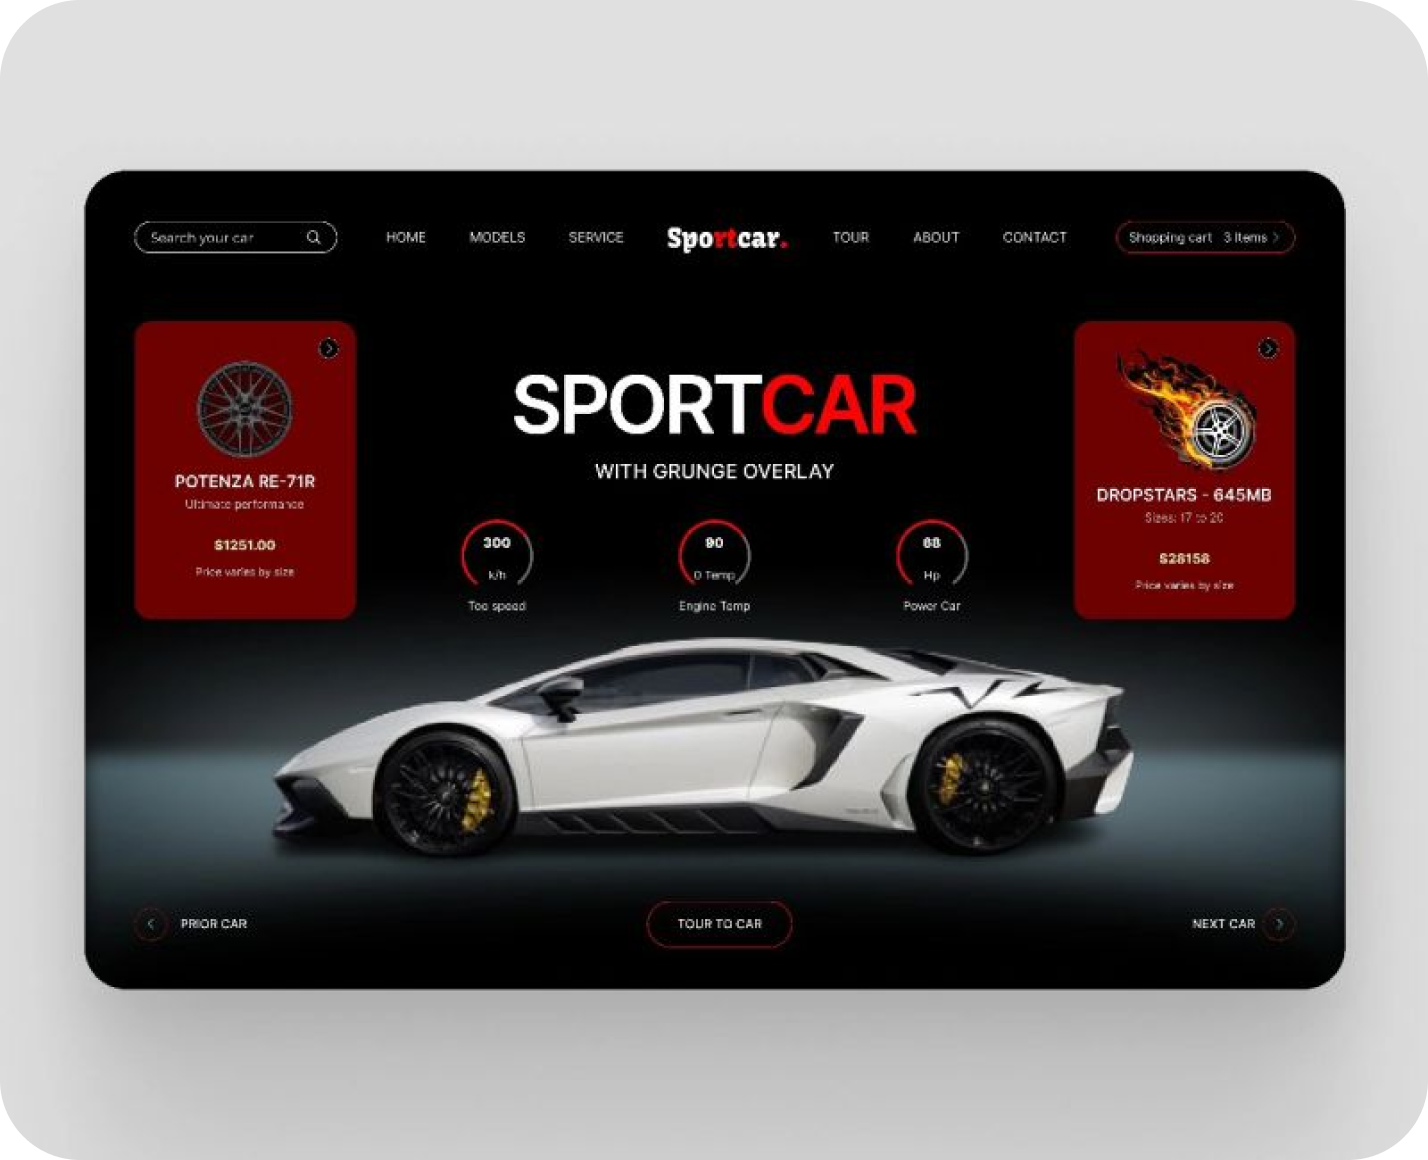 Search your car
HOME
MODELS
SERVICE
Sportcar.
TOUR
ABOUT
CONTACT
Shopping cart 3 Items
SPORTCAR
WITH GRUNGE OVERLAY
POTENZA RE-71R
Ultimate performance
$1251.00
Price varies by size
DROPSTARS - 645MB
Sizes: 17 to 20
$28158
Price varies by size
300
k/h
Top speed
90
0 Temp
Engine Temp
68
Hp
Power Car
PRIOR CAR
TOUR TO CAR
NEXT CAR